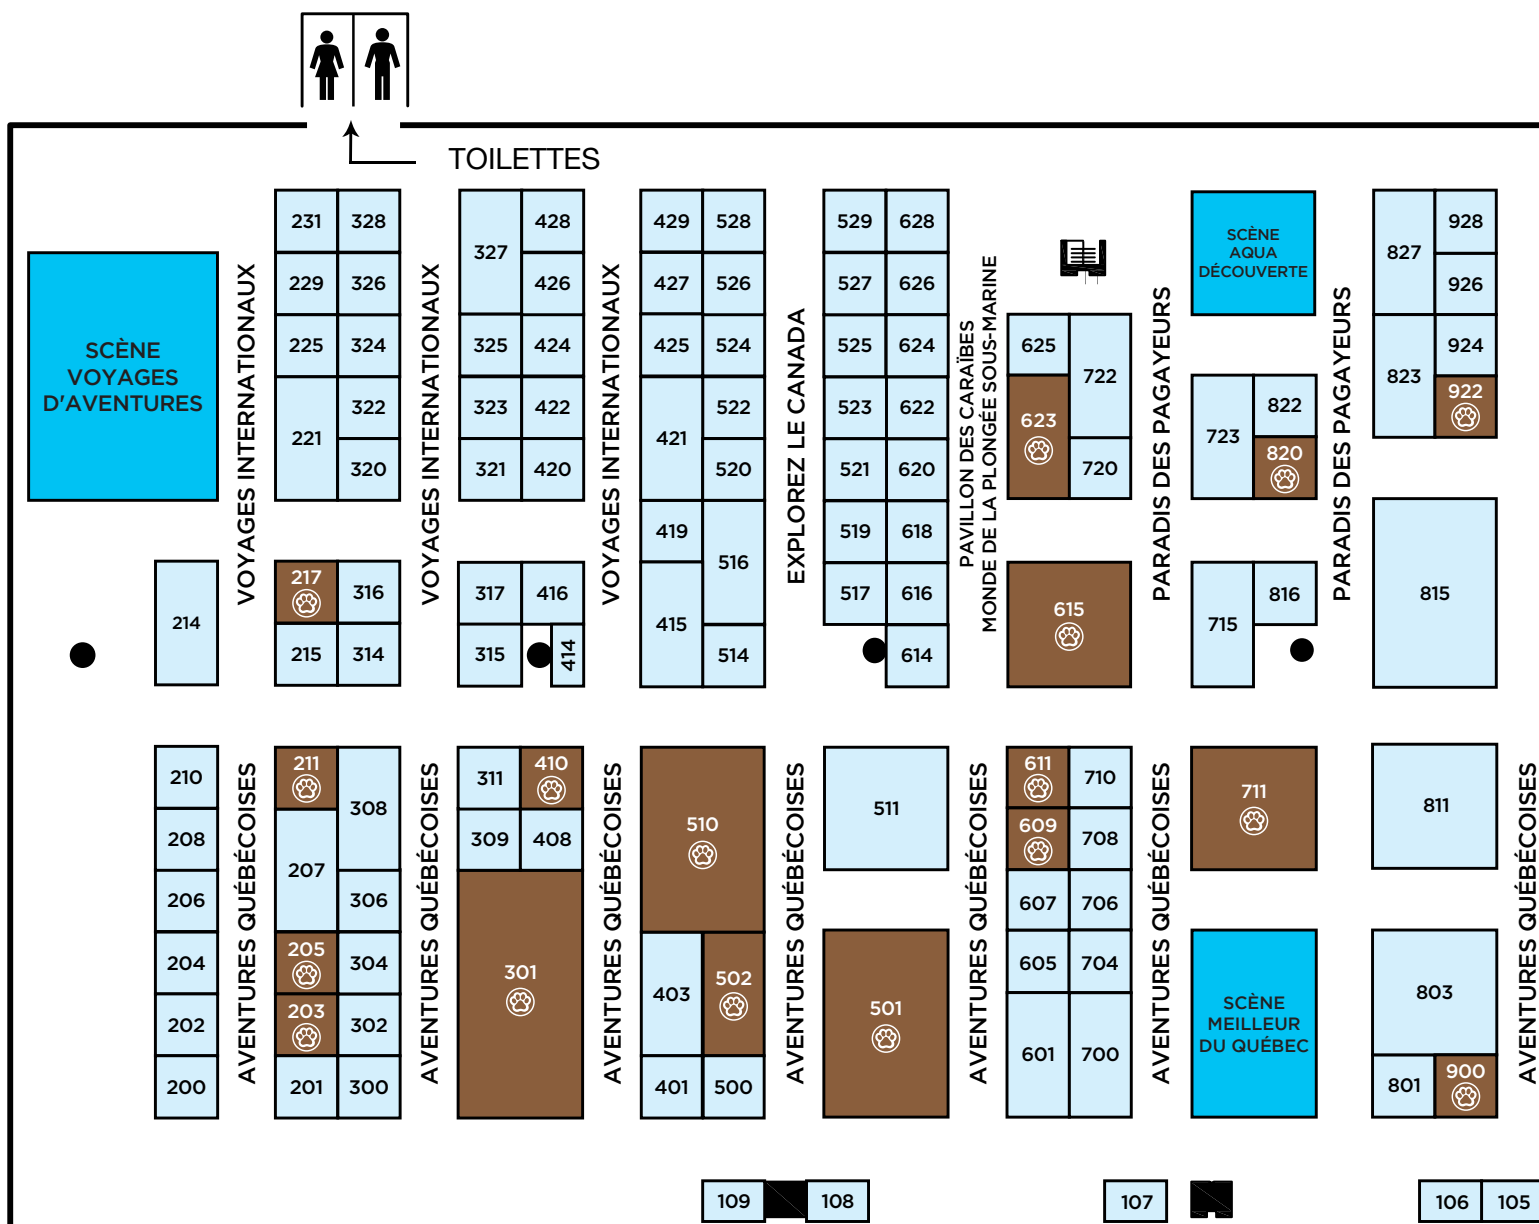 TOILETTES
231 328
229 326
225 324
221 322
320
327 428
426
325 424
323 422
321 420
429 528
427 526
425 524
421 522
520
419 516
415 514
529 628
527 626
525 624
523 622
521 620
519 618
517 616
614
625 722
623 720
SCÈNE
AQUA
DÉCOUVERTE
827 928
926
823 924
922
723 822
820
SCÈNE
VOYAGES
D'AVENTURES
VOYAGES INTERNATIONAUX
VOYAGES INTERNATIONAUX
VOYAGES INTERNATIONAUX
EXPLOREZ LE CANADA
PAVILLON DES CARAÏBES
MONDE DE LA PLONGÉE SOUS-MARINE
PARADIS DES PAGAYEURS
PARADIS DES PAGAYEURS
214
217 316
215 314
317 416
315 414
615
715 816
815
210
208
206
204
202
200
AVENTURES QUÉBÉCOISES
211 308
207 306
205 304
203 302
201 300
AVENTURES QUÉBÉCOISES
311 410
309 408
301
AVENTURES QUÉBÉCOISES
510
403 502
401 500
AVENTURES QUÉBÉCOISES
511
501
AVENTURES QUÉBÉCOISES
611 710
609 708
607 706
605 704
601 700
AVENTURES QUÉBÉCOISES
711
SCÈNE
MEILLEUR
DU QUÉBEC
811
803
801 900
AVENTURES QUÉBÉCOISES
109 108
107
106 105